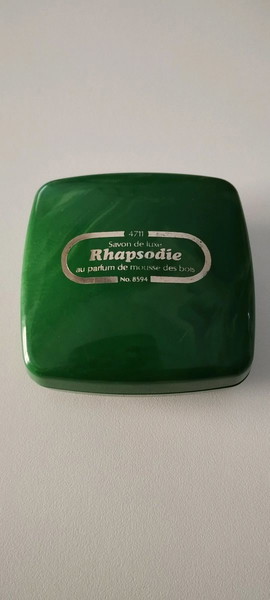 4711
Savon de luxe
Rhapsodie
au parfum de mousse des bois
No. 8594